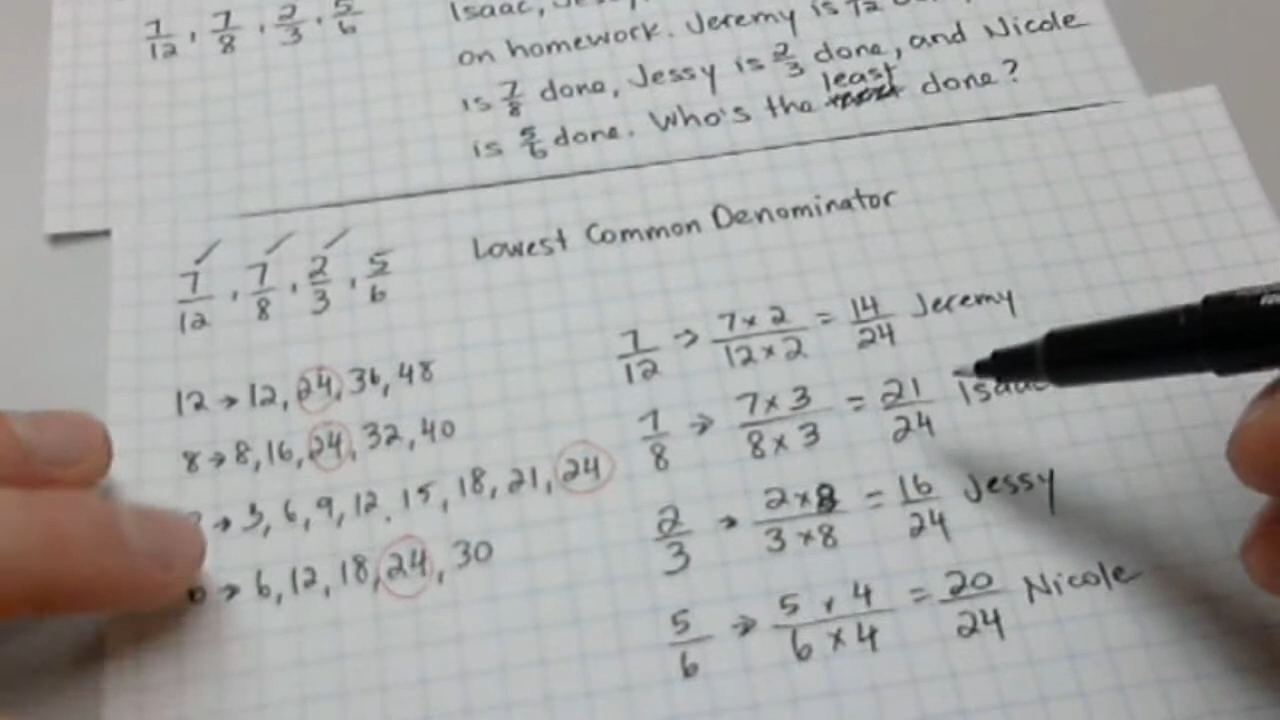 7/12, 7/8, 2/3, 5/6
Isaac,
on homework. Jeremy is 7/12
is 7/8 done, Jessy is 2/3 done, and Nicole
is 5/6 done. Who's the least done?
Lowest Common Denominator
7/12, 7/8, 2/3, 5/6
12 → 12, 24, 36, 48
8 → 8, 16, 24, 32, 40
→ 3, 6, 9, 12, 15, 18, 21, 24
→ 6, 12, 18, 24, 30
7/12 → 7×2/12×2 = 14/24 Jeremy
7/8 → 7×3/8×3 = 21/24 Isaac
2/3 → 2×8/3×8 = 16/24 Jessy
5/6 → 5×4/6×4 = 20/24 Nicole